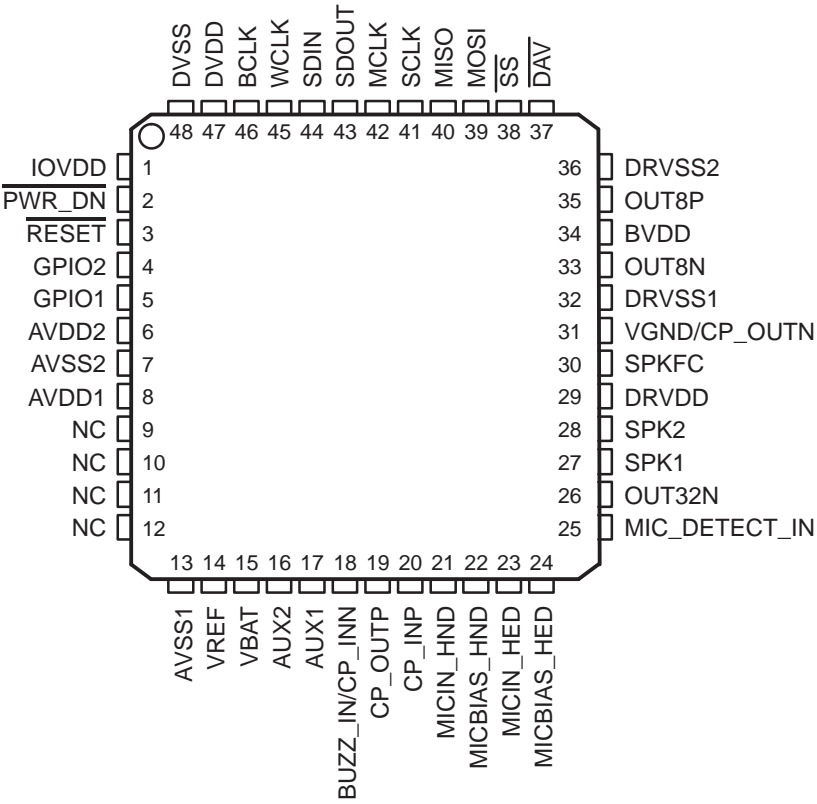 DVSS
DVDD
BCLK
WCLK
SDIN
SDOUT
MCLK
SCLK
MISO
MOSI
SS
DAV
48 47 46 45 44 43 42 41 40 39 38 37
IOVDD 1
PWR_DN 2
RESET 3
GPIO2 4
GPIO1 5
AVDD2 6
AVSS2 7
AVDD1 8
NC 9
NC 10
NC 11
NC 12
36 DRVSS2
35 OUT8P
34 BVDD
33 OUT8N
32 DRVSS1
31 VGND/CP_OUTN
30 SPKFC
29 DRVDD
28 SPK2
27 SPK1
26 OUT32N
25 MIC_DETECT_IN
13 14 15 16 17 18 19 20 21 22 23 24
AVSS1
VREF
VBAT
AUX2
AUX1
BUZZ_IN/CP_INN
CP_OUTP
CP_INP
MICIN_HND
MICBIAS_HND
MICIN_HED
MICBIAS_HED